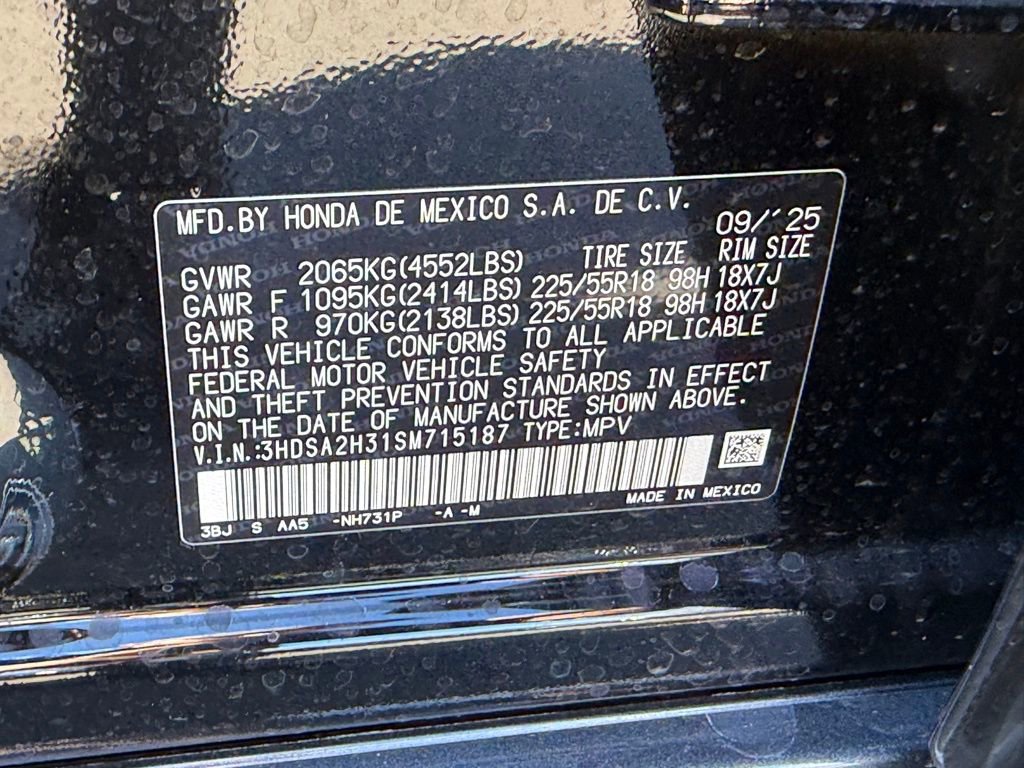 MFD.BY HONDA DE MEXICO S.A. DE C.V.
09/'25
TIRE SIZE RIM SIZE
GVWR 2065KG(4552LBS)
GAWR F 1095KG(2414LBS) 225/55R18 98H 18X7J
GAWR R 970KG(2138LBS) 225/55R18 98H 18X7J
THIS VEHICLE CONFORMS TO ALL APPLICABLE
FEDERAL MOTOR VEHICLE SAFETY
AND THEFT PREVENTION STANDARDS IN EFFECT
ON THE DATE OF MANUFACTURE SHOWN ABOVE.
V.I.N.:3HDSA2H31SM715187 TYPE:MPV
MADE IN MEXICO
3BJ S AA5 -NH731P -A -M